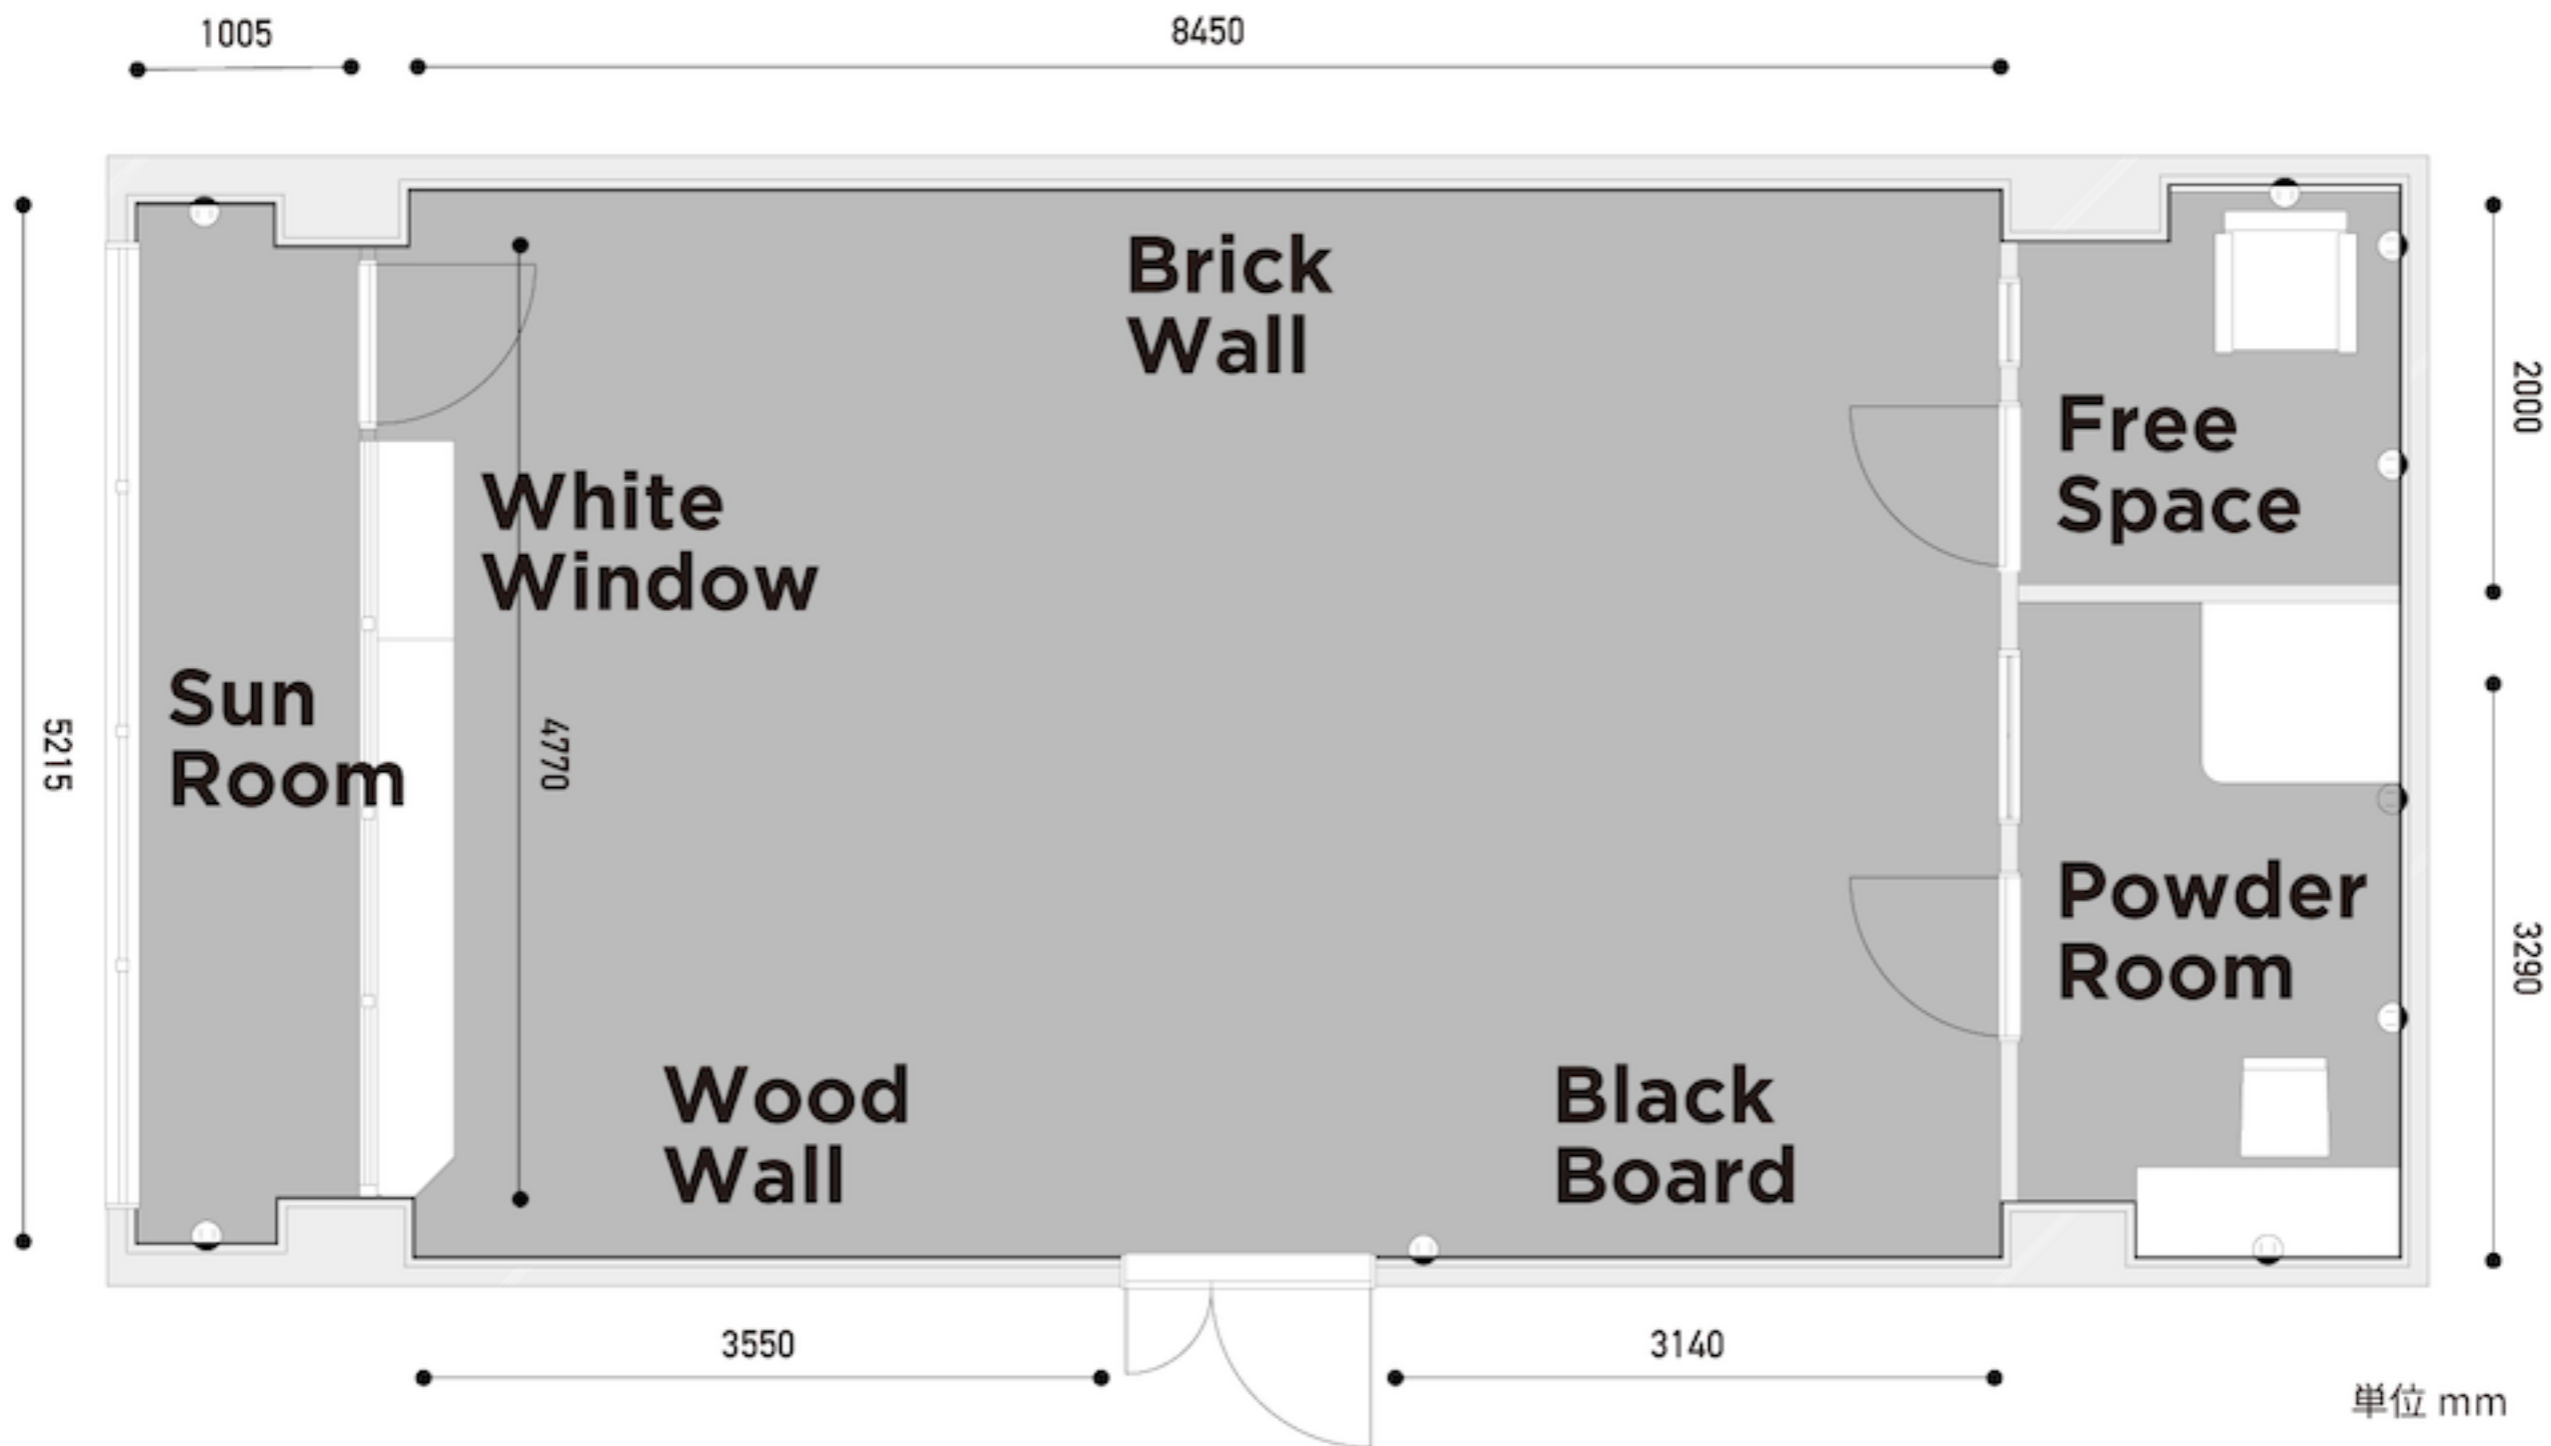 1005
8450
Brick
Wall
2000
Free
Space
White
Window
Sun
Room
5215
4770
Powder
Room
3290
Wood
Wall
Black
Board
3550
3140
単位 mm